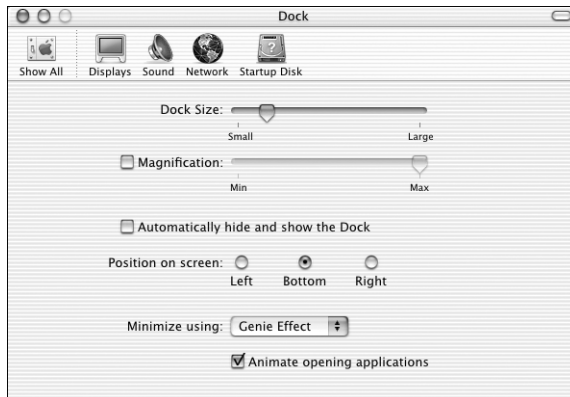 Dock
Show All Displays Sound Network Startup Disk
Dock Size:
Small Large
Magnification:
Min Max
Automatically hide and show the Dock
Position on screen:
Left Bottom Right
Minimize using: Genie Effect
Animate opening applications